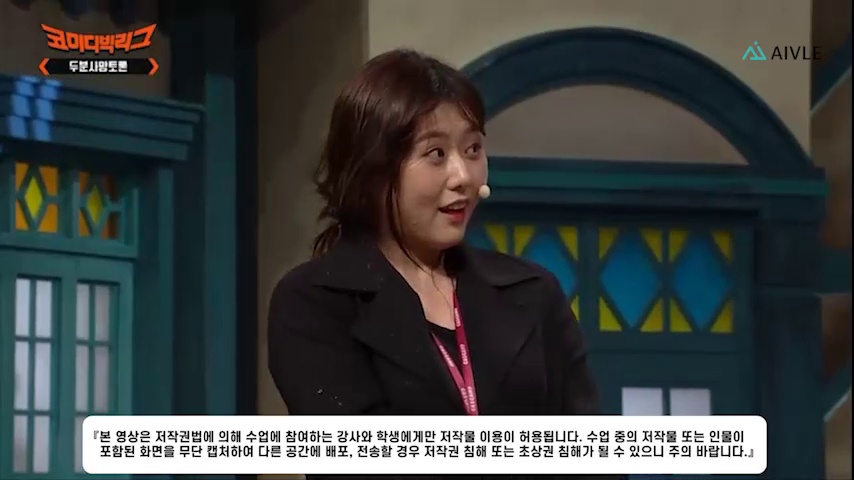 코미디빅리그
두분사망토론
AIVLE
『본 영상은 저작권법에 의해 수업에 참여하는 강사와 학생에게만 저작물 이용이 허용됩니다. 수업 중의 저작물 또는 인물이
포함된 화면을 무단 캡처하여 다른 공간에 배포, 전송할 경우 저작권 침해 또는 초상권 침해가 될 수 있으니 주의 바랍니다.』